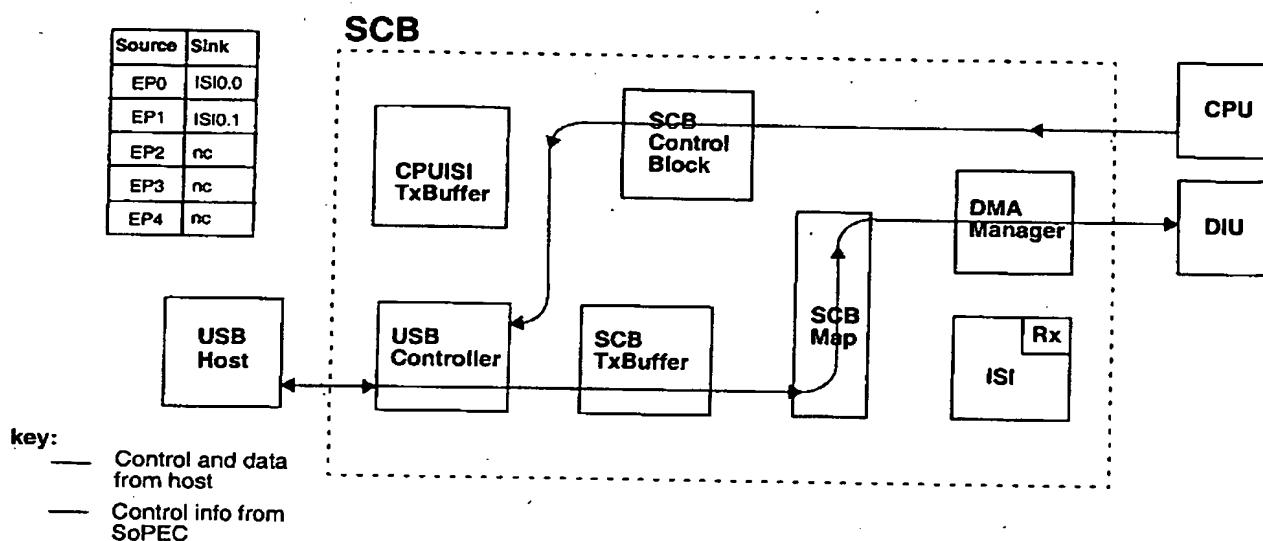 SCB
Source Sink
EP0 ISI0.0
EP1 ISI0.1
EP2 nc
EP3 nc
EP4 nc
CPUISI
TxBuffer
SCB
Control
Block
CPU
DMA
Manager
DIU
USB
Host
USB
Controller
SCB
TxBuffer
SCB
Map
Rx
ISI
key:
Control and data
from host
Control info from
SoPEC